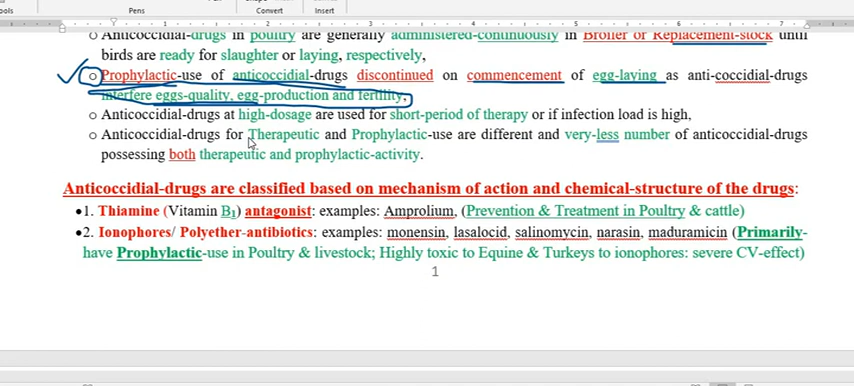 ools
Pens
Convert
Insert
1 2 3 4 5 6 7
o Anticoccidial-drugs in poultry are generally administered-continuously in Broiler or Replacement-stock until
birds are ready for slaughter or laying, respectively,
o Prophylactic-use of anticoccidial-drugs discontinued on commencement of egg-laying as anti-coccidial-drugs
interfere eggs-quality, egg-production and fertility,
o Anticoccidial-drugs at high-dosage are used for short-period of therapy or if infection load is high,
o Anticoccidial-drugs for Therapeutic and Prophylactic-use are different and very-less number of anticoccidial-drugs
possessing both therapeutic and prophylactic-activity.
Anticoccidial-drugs are classified based on mechanism of action and chemical-structure of the drugs:
•1. Thiamine (Vitamin B₁) antagonist: examples: Amprolium, (Prevention & Treatment in Poultry & cattle)
•2. Ionophores/ Polyether-antibiotics: examples: monensin, lasalocid, salinomycin, narasin, maduramicin (Primarily-
have Prophylactic-use in Poultry & livestock; Highly toxic to Equine & Turkeys to ionophores: severe CV-effect)
1